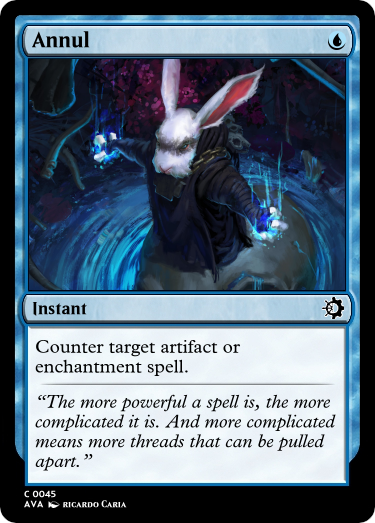 Annul
Instant
Counter target artifact or
enchantment spell.
“The more powerful a spell is, the more
complicated it is. And more complicated
means more threads that can be pulled
apart.”
C 0045
AVA RICARDO CARIA